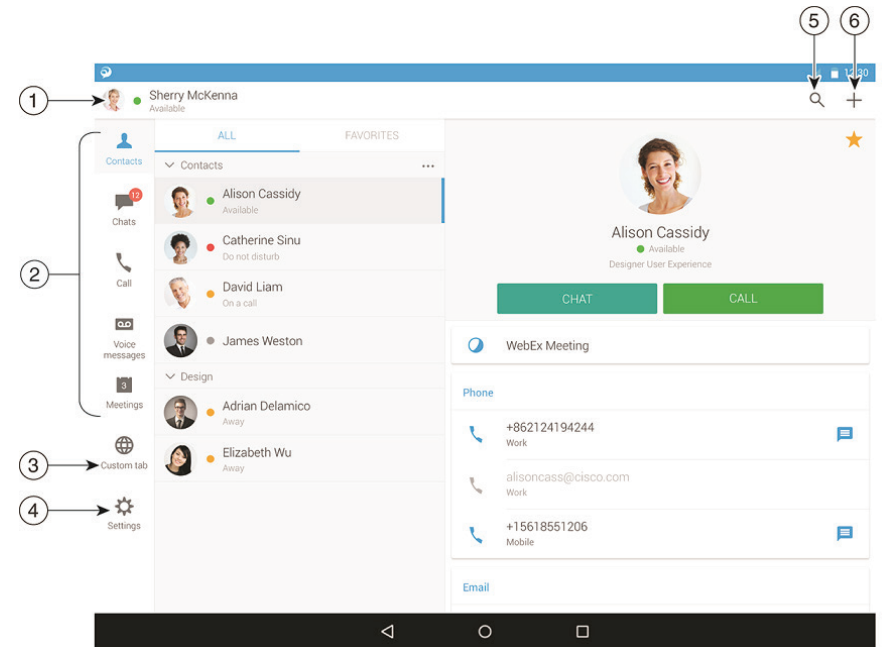 5
6
12:30
1
Sherry McKenna
Available
2
Contacts
12
Chats
Call
Voice
messages
3
Meetings
3
Custom tab
4
Settings
ALL
FAVORITES
Contacts
Alison Cassidy
Available
Catherine Sinu
Do not disturb
David Liam
On a call
James Weston
Design
Adrian Delamico
Away
Elizabeth Wu
Away
Alison Cassidy
Available
Designer User Experience
CHAT
CALL
WebEx Meeting
Phone
+862124194244
Work
alisoncass@cisco.com
Work
+15618551206
Mobile
Email